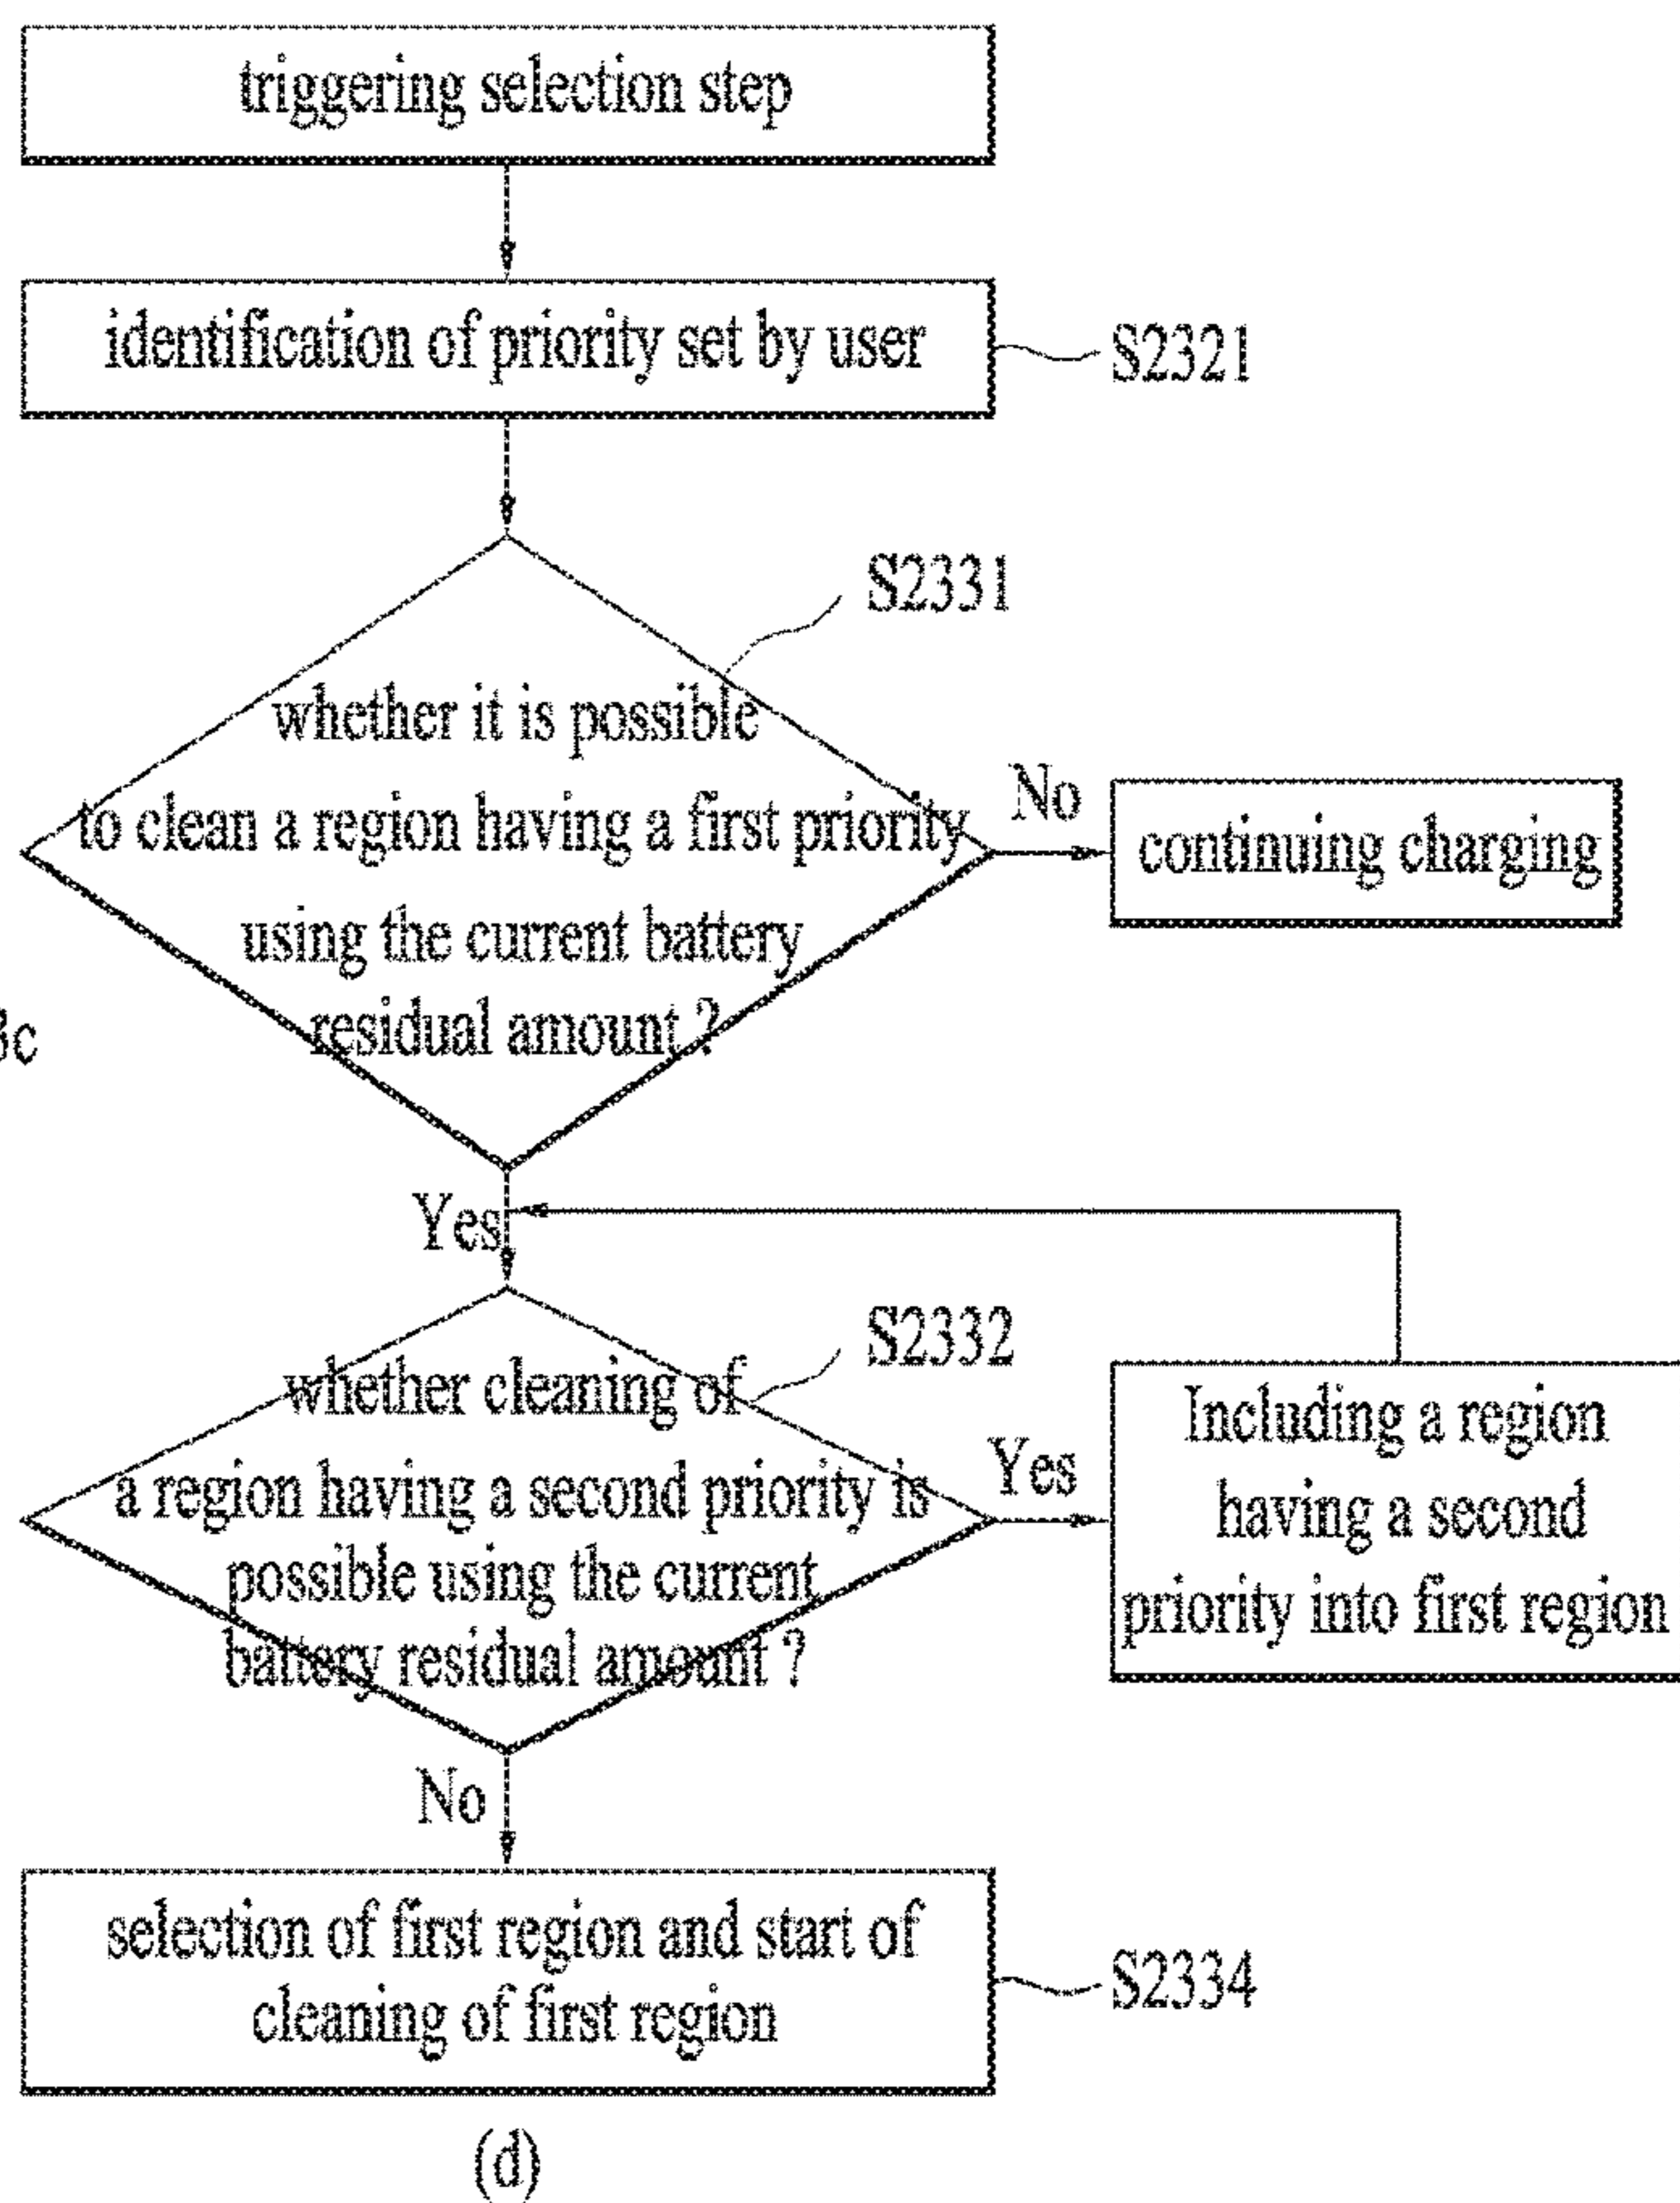 triggering selection step
identification of priority set by user
S2321
S2331
whether it is possible
to clean a region having a first priority
using the current battery
residual amount ?
No
continuing charging
3c
Yes
S2332
whether cleaning of
a region having a second priority is
possible using the current
battery residual amount ?
Yes
Including a region
having a second
priority into first region
No
selection of first region and start of
cleaning of first region
S2334
(d)